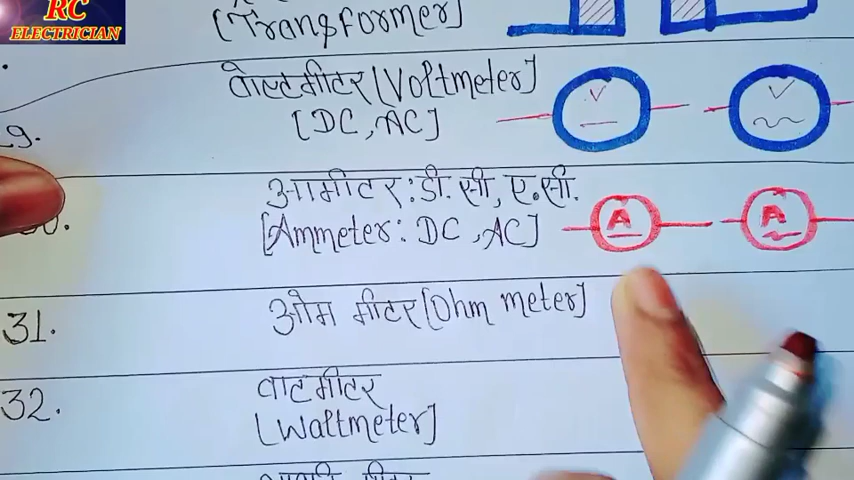 RC
ELECTRICIAN
[Transformer]
29. वोल्टमीटर [Voltmeter]
[DC, AC]
V V
आमीटर: डी. सी, ए. सी.
[Ammeter: DC, AC]
A A
31. ओम मीटर [Ohm meter]
32. वाटमीटर
[Wattmeter]